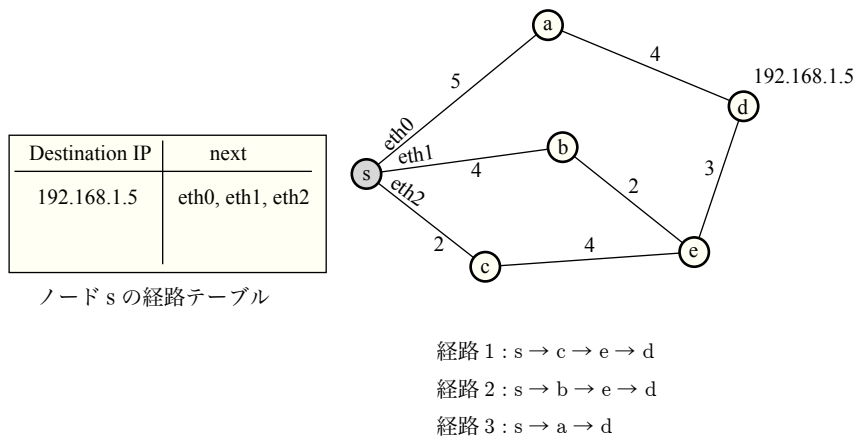 Destination IP next
192.168.1.5 eth0, eth1, eth2
ノード s の経路テーブル
a
5
4
192.168.1.5
d
eth0
eth1
b
s
4
eth2
2
3
2
4
e
c
経路 1 : s → c → e → d
経路 2 : s → b → e → d
経路 3 : s → a → d